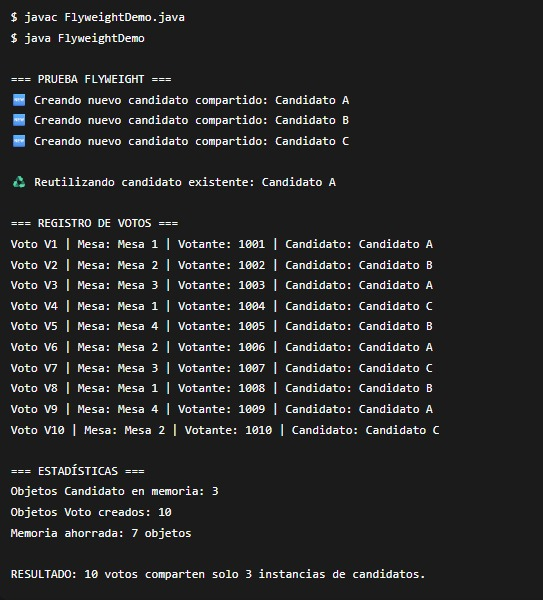 $ javac FlyweightDemo.java
$ java FlyweightDemo
=== PRUEBA FLYWEIGHT ===
🆕 Creando nuevo candidato compartido: Candidato A
🆕 Creando nuevo candidato compartido: Candidato B
🆕 Creando nuevo candidato compartido: Candidato C
♻️ Reutilizando candidato existente: Candidato A
=== REGISTRO DE VOTOS ===
Voto V1 | Mesa: Mesa 1 | Votante: 1001 | Candidato: Candidato A
Voto V2 | Mesa: Mesa 2 | Votante: 1002 | Candidato: Candidato B
Voto V3 | Mesa: Mesa 3 | Votante: 1003 | Candidato: Candidato A
Voto V4 | Mesa: Mesa 1 | Votante: 1004 | Candidato: Candidato C
Voto V5 | Mesa: Mesa 4 | Votante: 1005 | Candidato: Candidato B
Voto V6 | Mesa: Mesa 2 | Votante: 1006 | Candidato: Candidato A
Voto V7 | Mesa: Mesa 3 | Votante: 1007 | Candidato: Candidato C
Voto V8 | Mesa: Mesa 1 | Votante: 1008 | Candidato: Candidato B
Voto V9 | Mesa: Mesa 4 | Votante: 1009 | Candidato: Candidato A
Voto V10 | Mesa: Mesa 2 | Votante: 1010 | Candidato: Candidato C
=== ESTADÍSTICAS ===
Objetos Candidato en memoria: 3
Objetos Voto creados: 10
Memoria ahorrada: 7 objetos
RESULTADO: 10 votos comparten solo 3 instancias de candidatos.